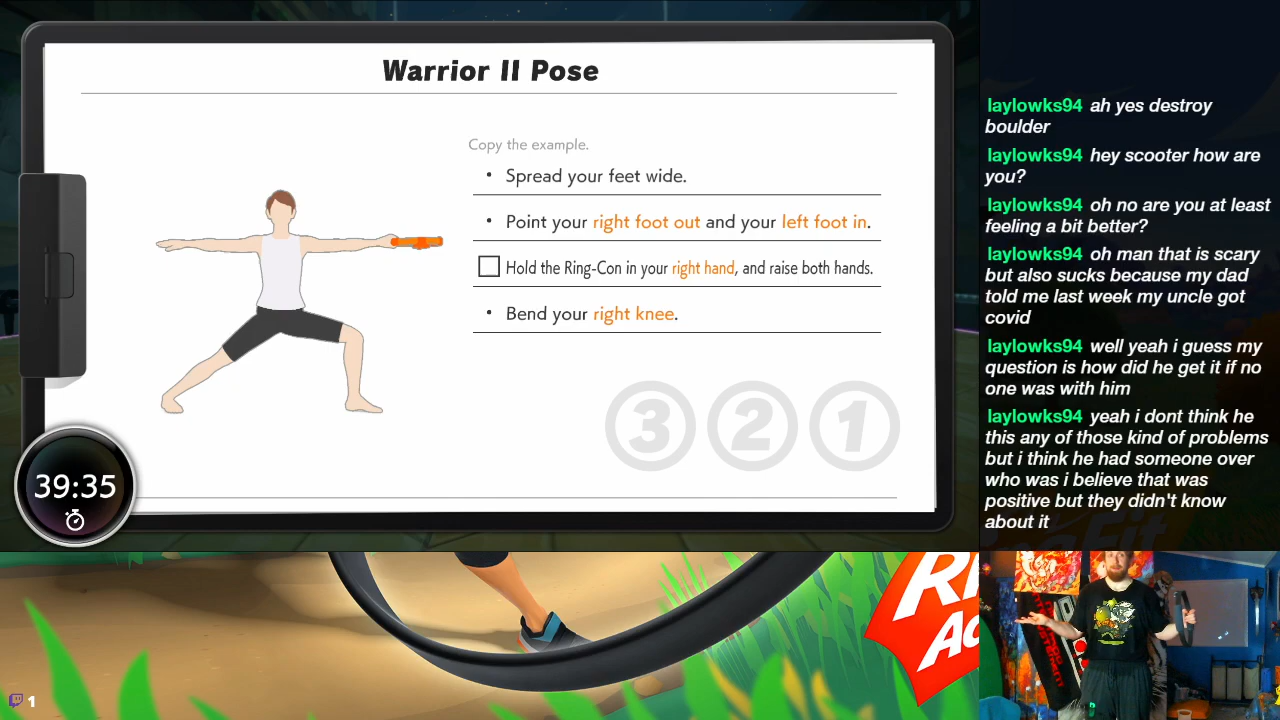 Warrior II Pose
Copy the example.
• Spread your feet wide.
• Point your right foot out and your left foot in.
Hold the Ring-Con in your right hand, and raise both hands.
• Bend your right knee.
3 2 1
39:35
laylowks94 ah yes destroy
boulder
laylowks94 hey scooter how are
you?
laylowks94 oh no are you at least
feeling a bit better?
laylowks94 oh man that is scary
but also sucks because my dad
told me last week my uncle got
covid
laylowks94 well yeah i guess my
question is how did he get it if no
one was with him
laylowks94 yeah i dont think he
this any of those kind of problems
but i think he had someone over
who was i believe that was
positive but they didn't know
about it
1